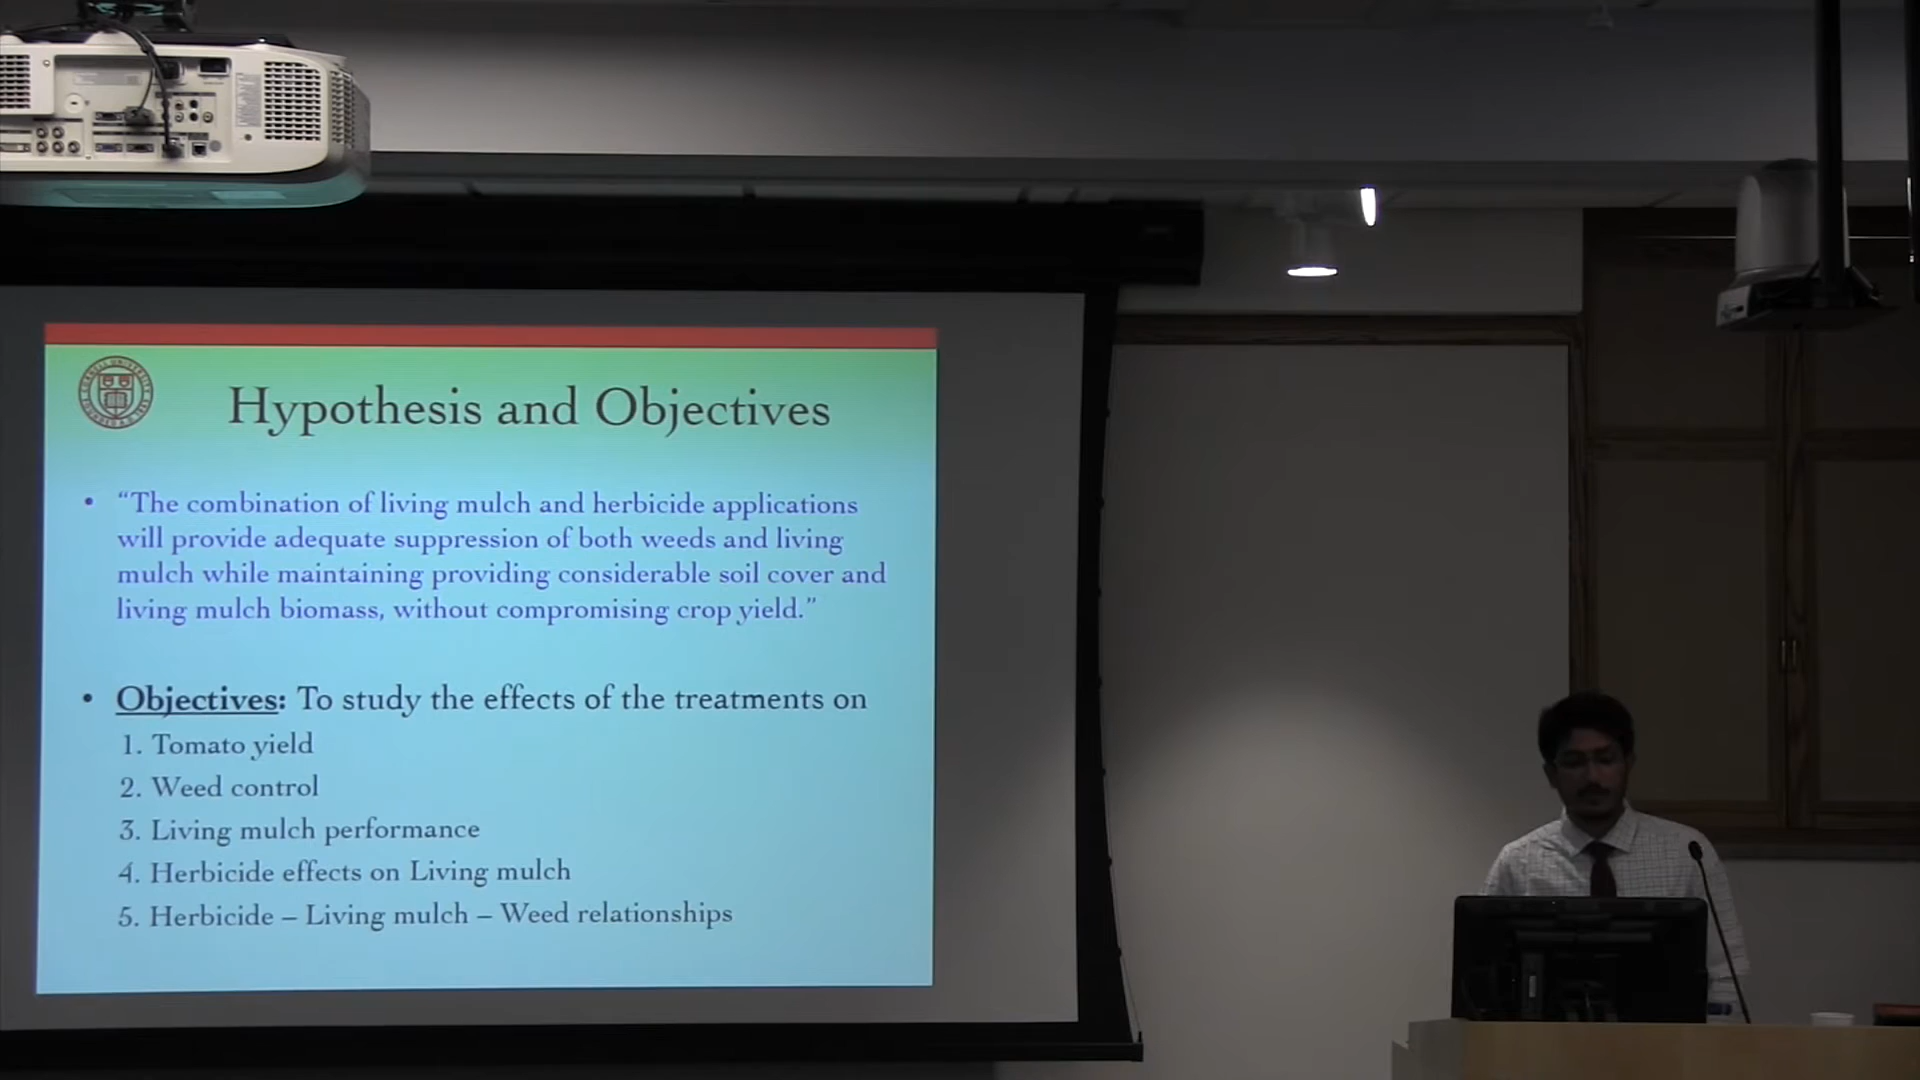 Hypothesis and Objectives
• “The combination of living mulch and herbicide applications
will provide adequate suppression of both weeds and living
mulch while maintaining providing considerable soil cover and
living mulch biomass, without compromising crop yield.”
• Objectives: To study the effects of the treatments on
1. Tomato yield
2. Weed control
3. Living mulch performance
4. Herbicide effects on Living mulch
5. Herbicide – Living mulch – Weed relationships